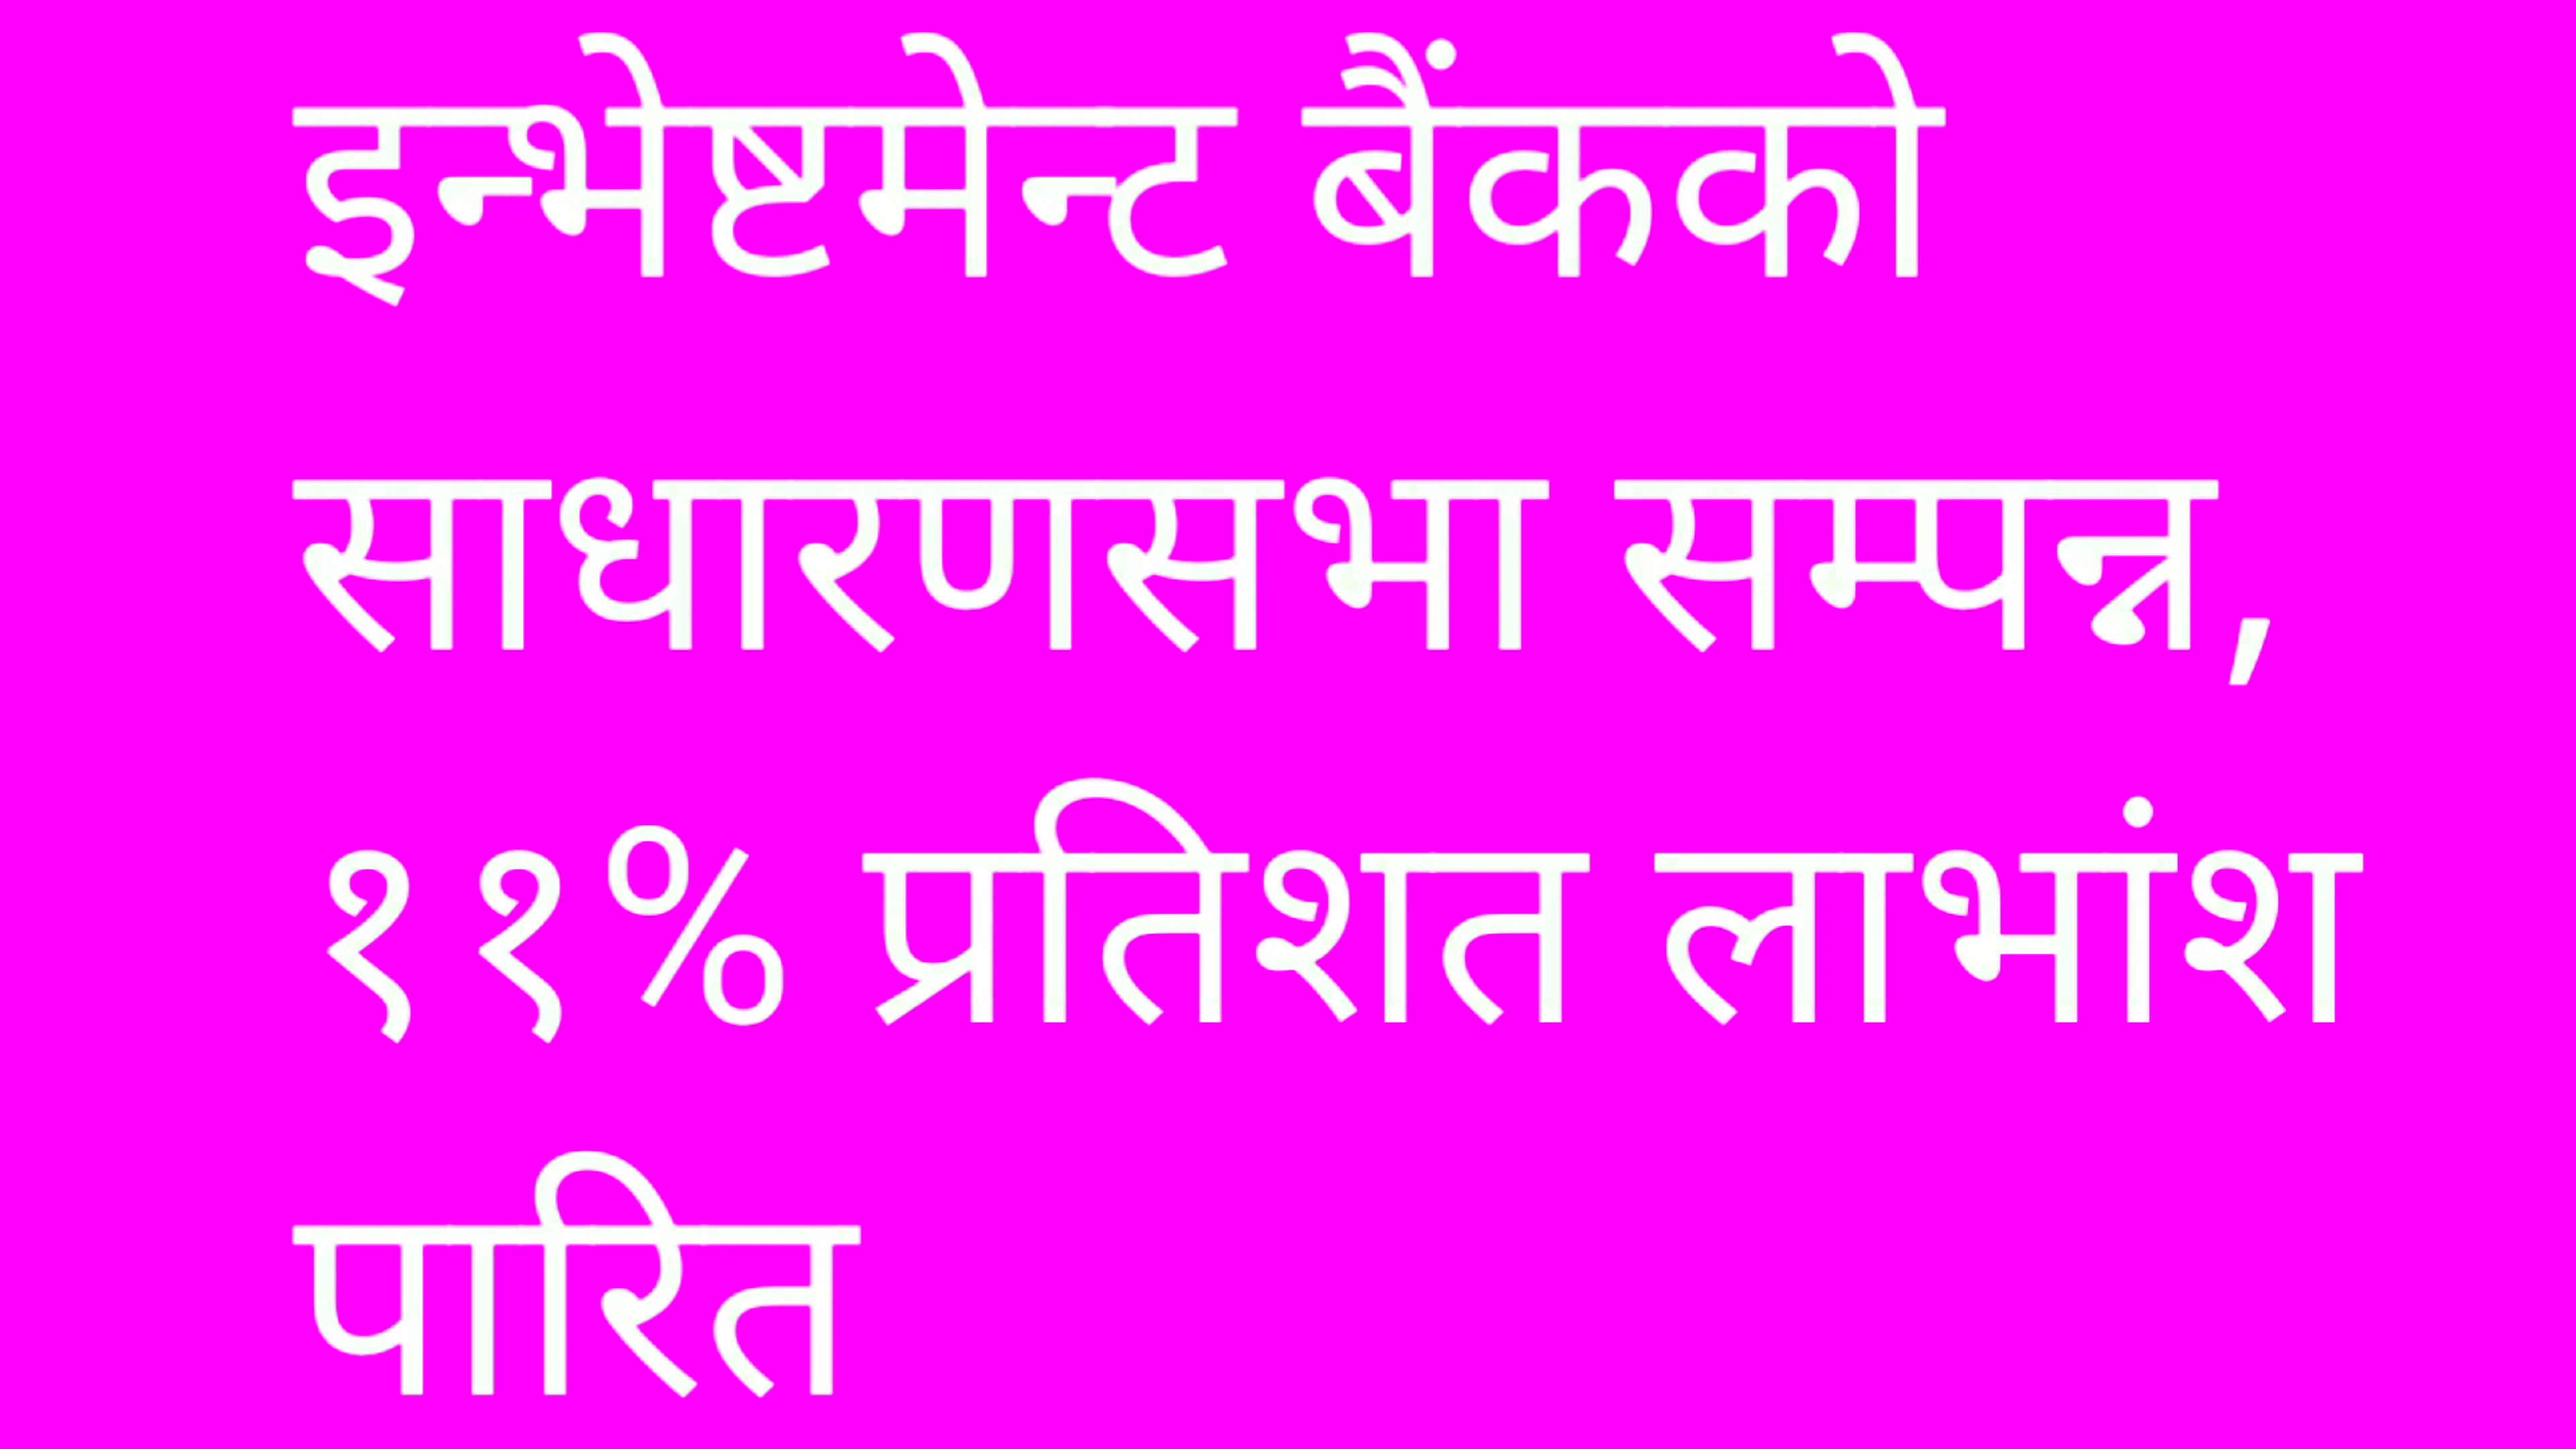 इन्भेष्टमेन्ट बैंकको
साधारणसभा सम्पन्न,
११% प्रतिशत लाभांश
पारित